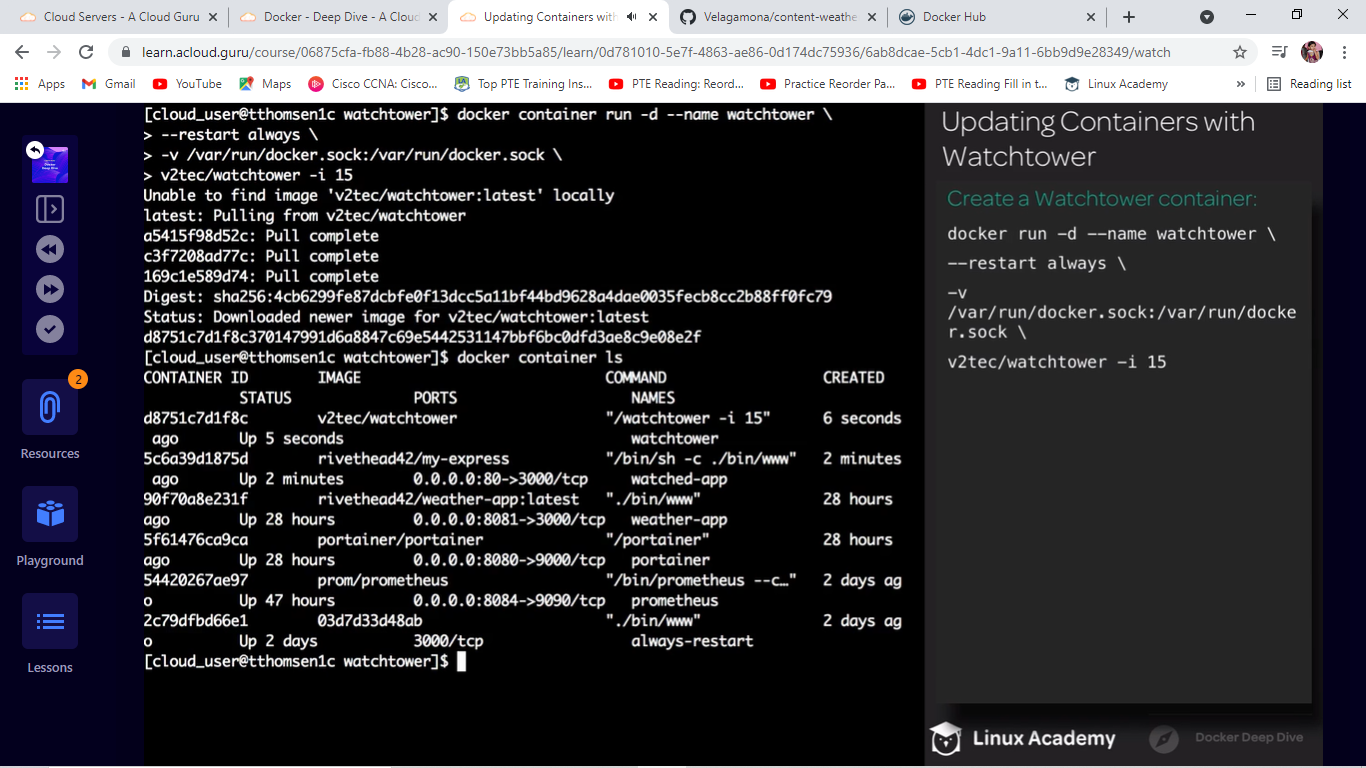 Cloud Servers - A Cloud Guru
Docker - Deep Dive - A Cloud
Updating Containers with
Velagamona/content-weathe
Docker Hub
learn.acloud.guru/course/06875cfa-fb88-4b28-ac90-150e73bb5a85/learn/0d781010-5e7f-4863-ae86-0d174dc75936/6ab8dcae-5cb1-4dc1-9a11-6bb9d9e28349/watch
Apps
Gmail
YouTube
Maps
Cisco CCNA: Cisco...
Top PTE Training Ins...
PTE Reading: Reord...
Practice Reorder Pa...
PTE Reading Fill in t...
Linux Academy
»
Reading list
2
Resources
Playground
Lessons
[cloud_user@tthomsen1c watchtower]$ docker container run -d --name watchtower \
> --restart always \
> -v /var/run/docker.sock:/var/run/docker.sock \
> v2tec/watchtower -i 15
Unable to find image 'v2tec/watchtower:latest' locally
latest: Pulling from v2tec/watchtower
a5415f98d52c: Pull complete
c3f7208ad77c: Pull complete
169c1e589d74: Pull complete
Digest: sha256:4cb6299fe87dcbfe0f13dcc5a11bf44bd9628a4dae0035fecb8cc2b88ff0fc79
Status: Downloaded newer image for v2tec/watchtower:latest
d8751c7d1f8c370147991d6a8847c69e5442531147bbf6bc0dfd3ae8c9e08e2f
[cloud_user@tthomsen1c watchtower]$ docker container ls
CONTAINER ID        IMAGE                            COMMAND                  CREATED
           STATUS              PORTS                    NAMES
d8751c7d1f8c        v2tec/watchtower                 "/watchtower -i 15"      6 seconds
 ago       Up 5 seconds                                 watchtower
5c6a39d1875d        rivethead42/my-express           "/bin/sh -c ./bin/www"   2 minutes
 ago       Up 2 minutes        0.0.0.0:80->3000/tcp     watched-app
90f70a8e231f        rivethead42/weather-app:latest   "./bin/www"              28 hours
ago        Up 28 hours         0.0.0.0:8081->3000/tcp   weather-app
5f61476ca9ca        portainer/portainer              "/portainer"             28 hours
ago        Up 28 hours         0.0.0.0:8080->9000/tcp   portainer
54420267ae97        prom/prometheus                  "/bin/prometheus --c…"   2 days ag
o          Up 47 hours         0.0.0.0:8084->9090/tcp   prometheus
2c79dfbd66e1        03d7d33d48ab                     "./bin/www"              2 days ag
o          Up 2 days           3000/tcp                 always-restart
[cloud_user@tthomsen1c watchtower]$
Updating Containers with
Watchtower
Create a Watchtower container:
docker run -d --name watchtower \
--restart always \
-v
/var/run/docker.sock:/var/run/docke
r.sock \
v2tec/watchtower -i 15
Linux Academy
Docker Deep Dive